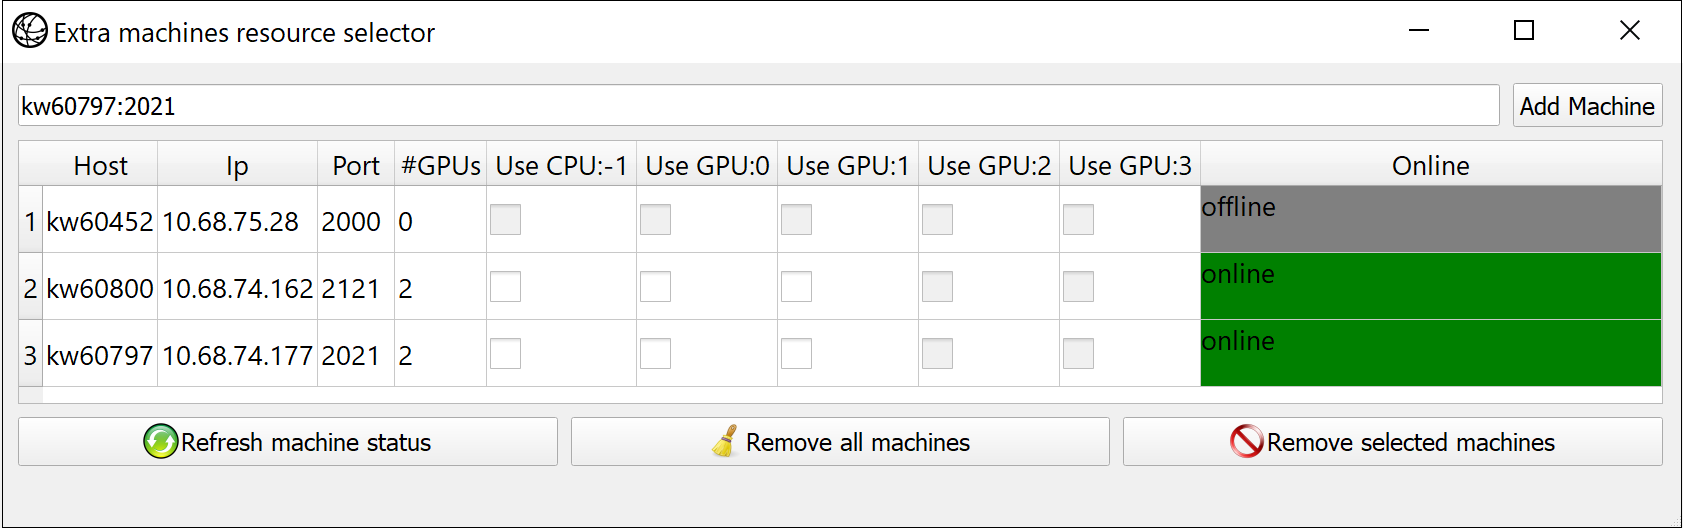 Extra machines resource selector
kw60797:2021 Add Machine
Host Ip Port #GPUs Use CPU:-1 Use GPU:0 Use GPU:1 Use GPU:2 Use GPU:3 Online
1 kw60452 10.68.75.28 2000 0 offline
2 kw60800 10.68.74.162 2121 2 online
3 kw60797 10.68.74.177 2021 2 online
Refresh machine status Remove all machines Remove selected machines